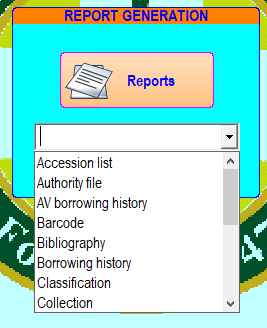 REPORT GENERATION
Reports
Accession list
Authority file
AV borrowing history
Barcode
Bibliography
Borrowing history
Classification
Collection